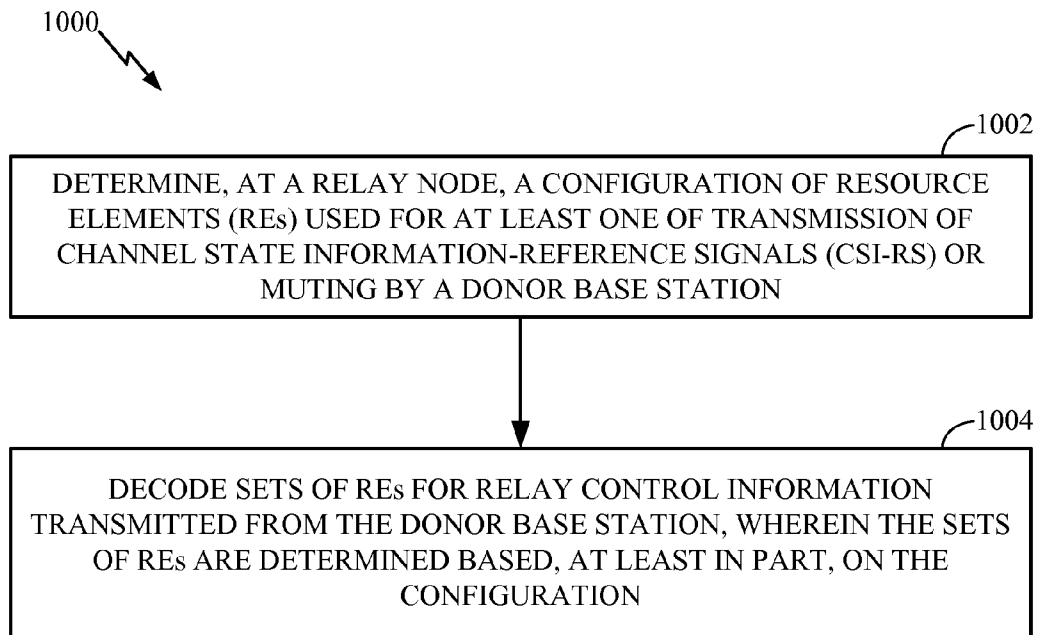 1000
1002
DETERMINE, AT A RELAY NODE, A CONFIGURATION OF RESOURCE
ELEMENTS (REs) USED FOR AT LEAST ONE OF TRANSMISSION OF
CHANNEL STATE INFORMATION-REFERENCE SIGNALS (CSI-RS) OR
MUTING BY A DONOR BASE STATION
1004
DECODE SETS OF REs FOR RELAY CONTROL INFORMATION
TRANSMITTED FROM THE DONOR BASE STATION, WHEREIN THE SETS
OF REs ARE DETERMINED BASED, AT LEAST IN PART, ON THE
CONFIGURATION